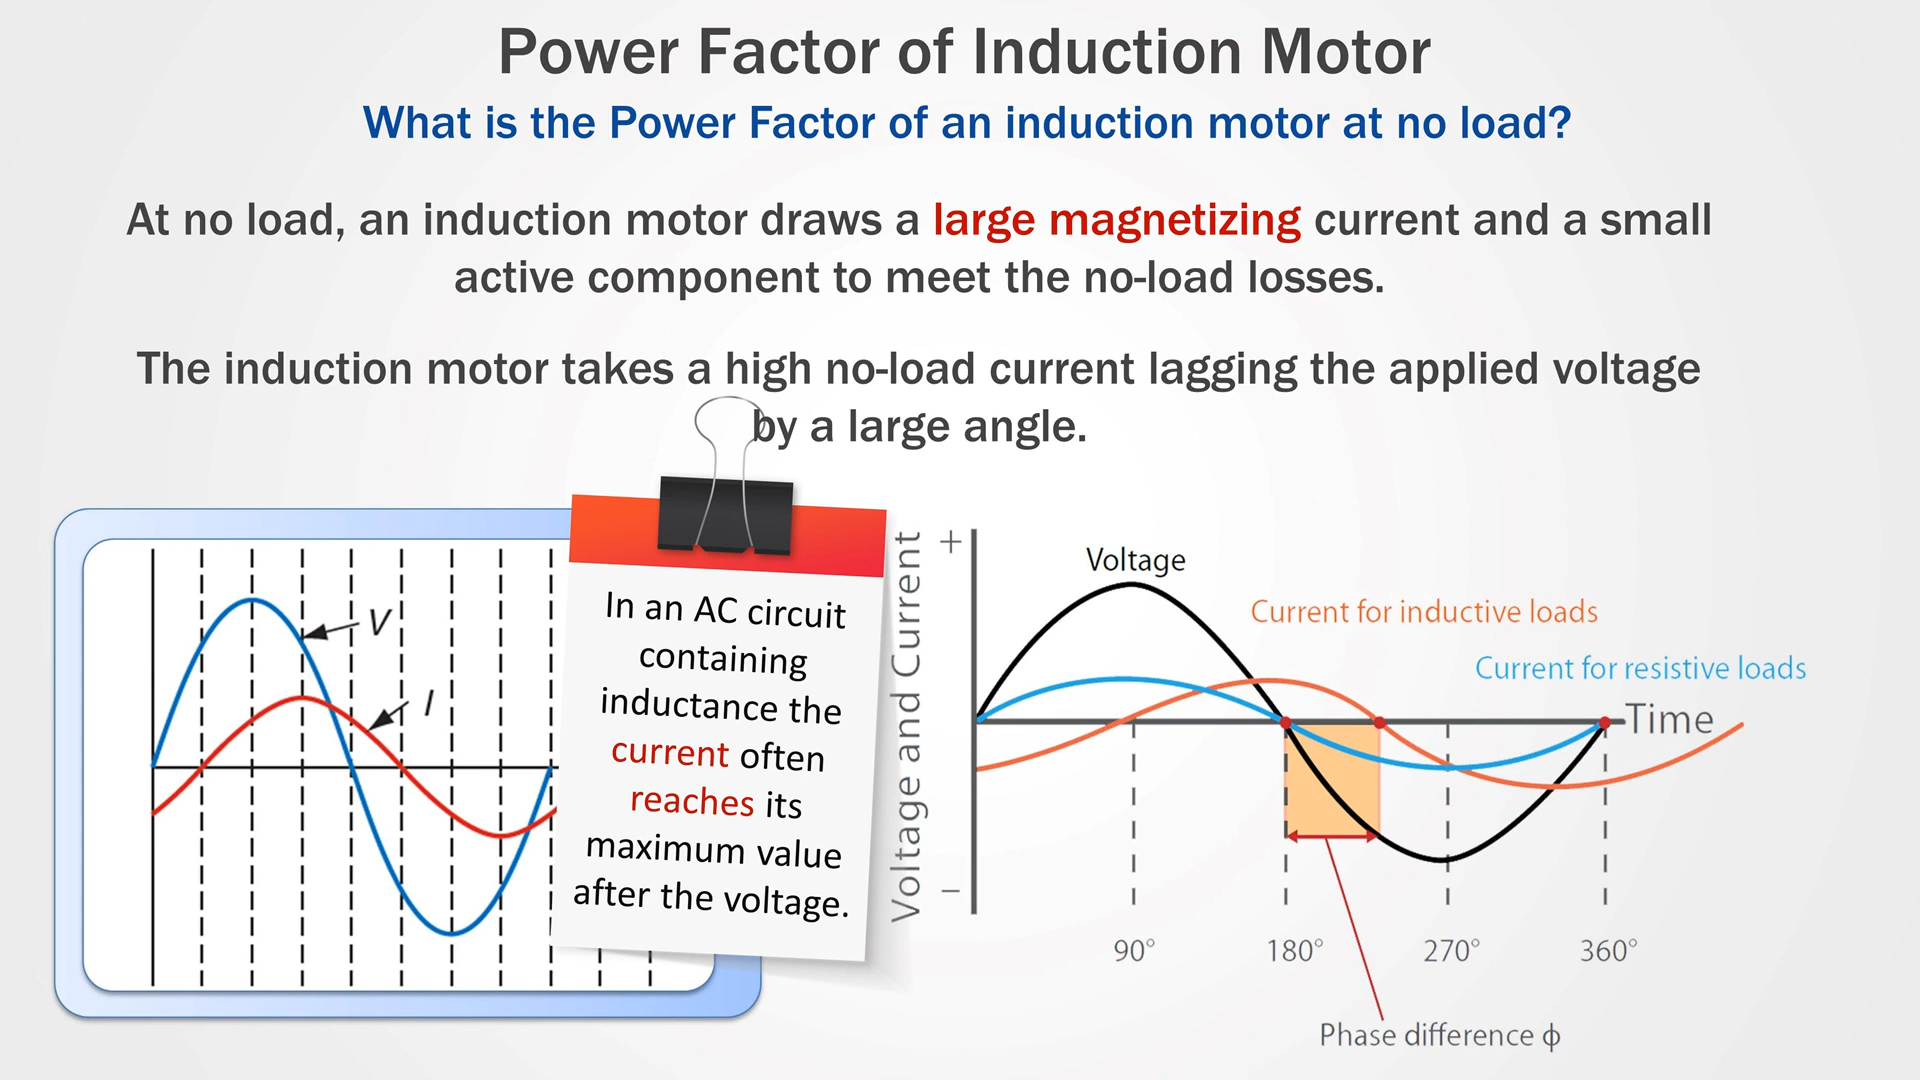 Power Factor of Induction Motor
What is the Power Factor of an induction motor at no load?
At no load, an induction motor draws a large magnetizing current and a small
active component to meet the no-load losses.
The induction motor takes a high no-load current lagging the applied voltage
by a large angle.
V
I
In an AC circuit
containing
inductance the
current often
reaches its
maximum value
after the voltage.
Voltage and Current
+
−
Voltage
Current for inductive loads
Current for resistive loads
Time
90° 180° 270° 360°
Phase difference ϕ